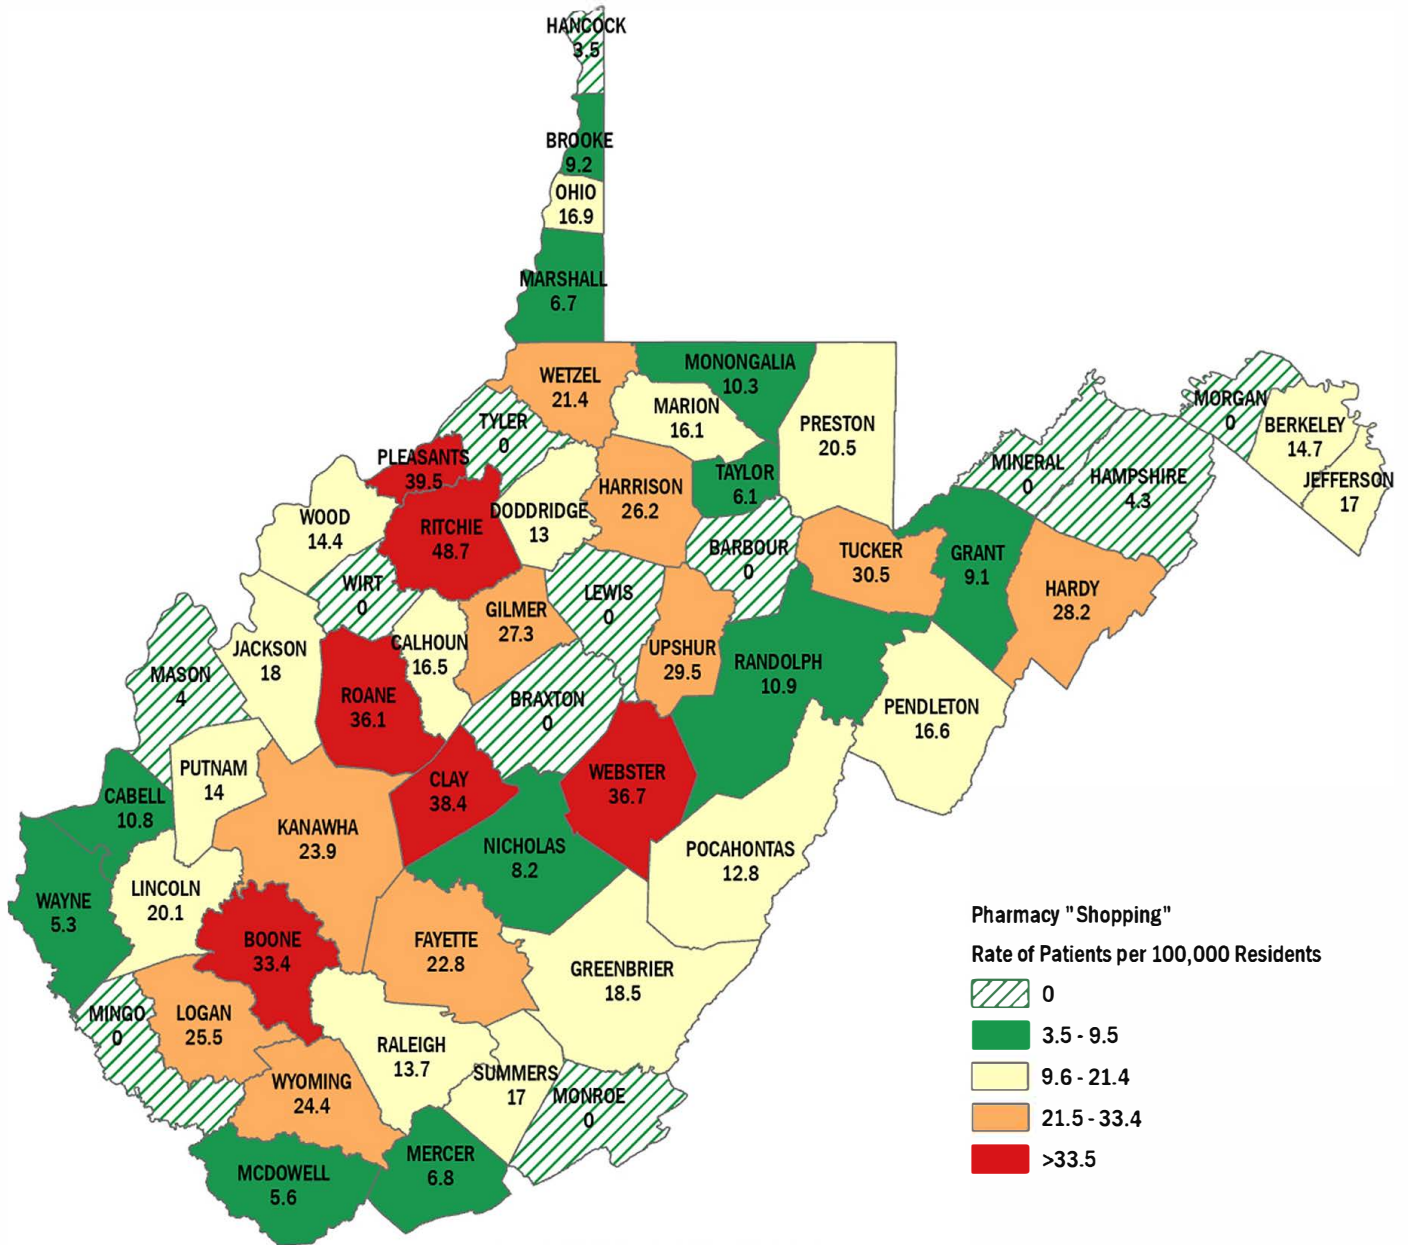 HANCOCK
3.5
BROOKE
9.2
OHIO
16.9
MARSHALL
6.7
WETZEL
21.4
MONONGALIA
10.3
MARION
16.1
PRESTON
20.5
TYLER
0
PLEASANTS
39.5
TAYLOR
6.1
HARRISON
26.2
DODDRIDGE
13
RITCHIE
48.7
WOOD
14.4
MORGAN
0
BERKELEY
14.7
JEFFERSON
17
MINERAL
0
HAMPSHIRE
4.3
BARBOUR
0
TUCKER
30.5
GRANT
9.1
HARDY
28.2
WIRT
0
LEWIS
0
GILMER
27.3
CALHOUN
16.5
JACKSON
18
UPSHUR
29.5
RANDOLPH
10.9
MASON
4
ROANE
36.1
BRAXTON
0
PENDLETON
16.6
PUTNAM
14
CLAY
38.4
WEBSTER
36.7
CABELL
10.8
KANAWHA
23.9
NICHOLAS
8.2
POCAHONTAS
12.8
LINCOLN
20.1
WAYNE
5.3
BOONE
33.4
FAYETTE
22.8
GREENBRIER
18.5
MINGO
0
LOGAN
25.5
RALEIGH
13.7
SUMMERS
17
MONROE
0
WYOMING
24.4
MCDOWELL
5.6
MERCER
6.8
Pharmacy "Shopping"
Rate of Patients per 100,000 Residents
0
3.5 - 9.5
9.6 - 21.4
21.5 - 33.4
>33.5